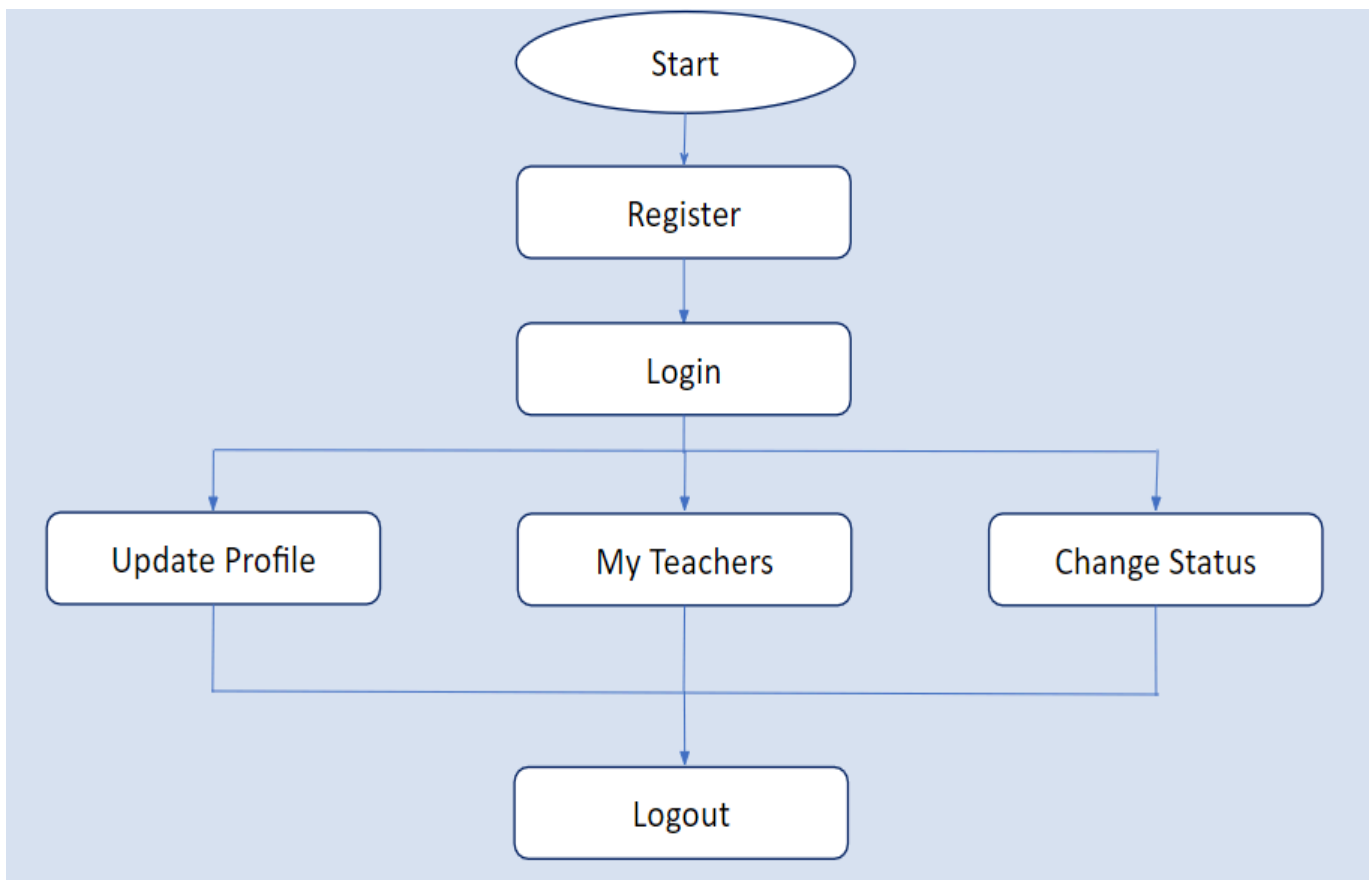 Start
Register
Login
Update Profile
My Teachers
Change Status
Logout